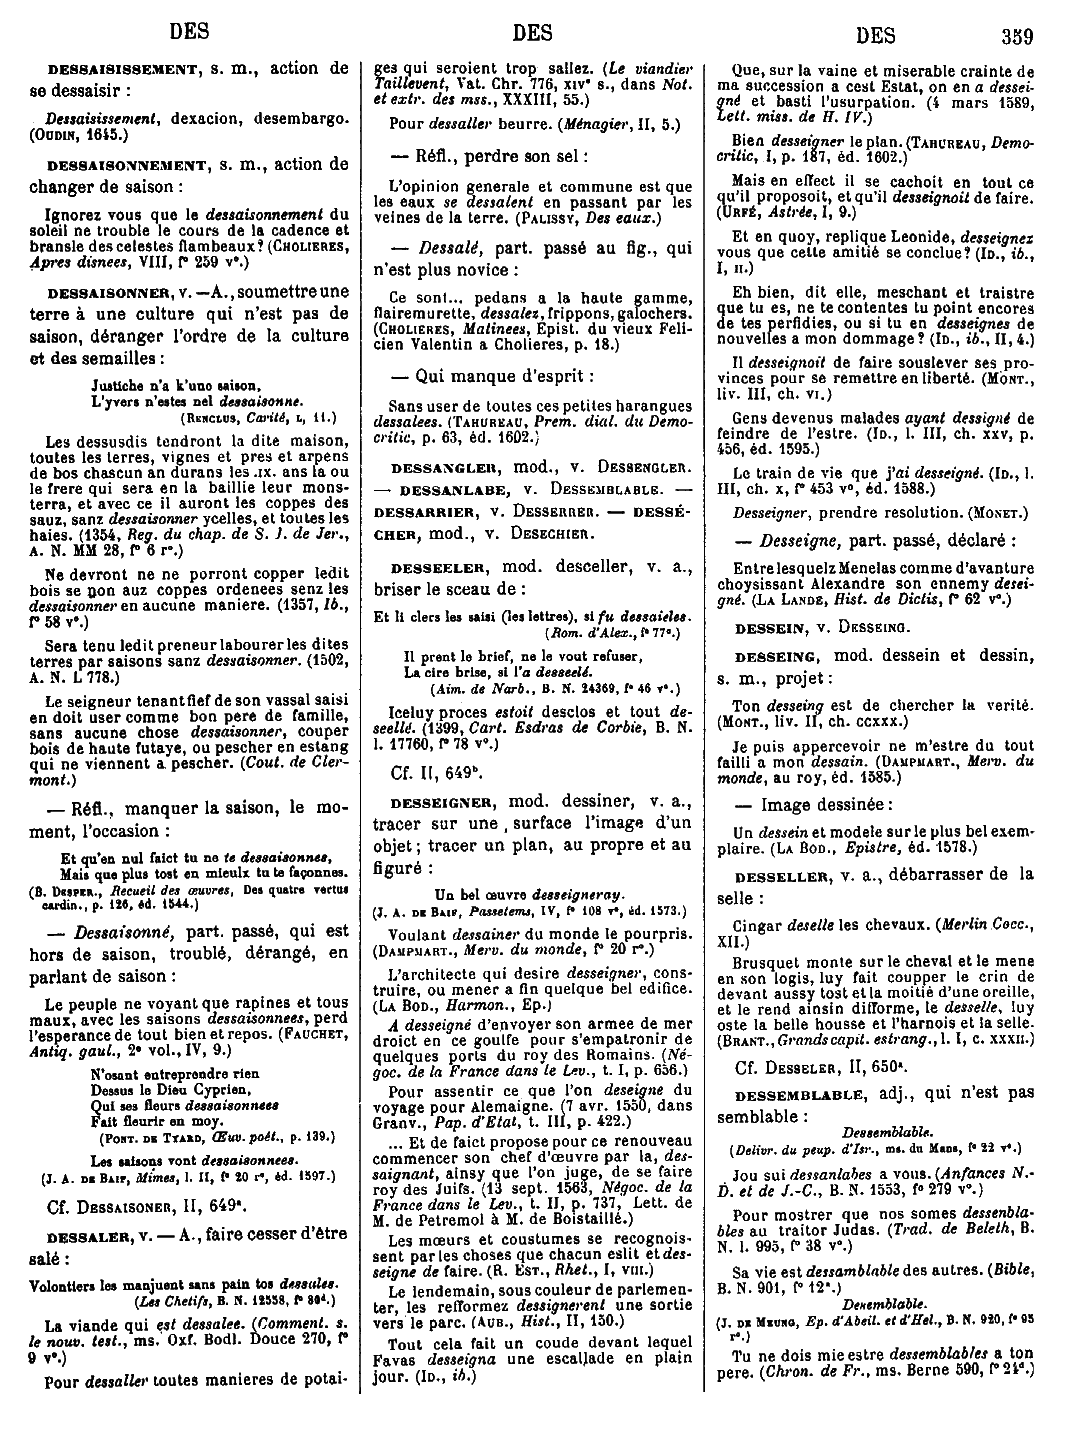 DES
DES
DES 359
DESSAISISSEMENT, s. m., action de
se dessaisir :
Dessaisissement, dexacion, desembargo.
(OUDIN, 1645.)
DESSAISONNEMENT, s. m., action de
changer de saison :
Ignorez vous que le dessaisonnement du
soleil ne trouble le cours de la cadence et
bransle des celestes flambeaux? (CHOLIERES,
Apres disnees, VIII, f° 259 v°.)
DESSAISONNER, v. —A., soumettre une
terre à une culture qui n'est pas de
saison, déranger l'ordre de la culture
et des semailles :
Justiche n'a k'une saison,
L'yvers n'estes nel dessaisonne.
(RENCLUS, Carité, L, 11.)
Les dessusdis tendront la dite maison,
toutes les terres, vignes et pres et arpens
de bos chascun an durans les .IX. ans la ou
le frere qui sera en la baillie leur mons-
terra, et avec ce il auront les coppes des
sauz, sanz dessaisonner ycelles, et toutes les
haies. (1354, Reg. du chap. de S. J. de Jer.,
A. N. MM 28, f° 6 r°.)
Ne devront ne ne porront copper ledit
bois se non auz coppes ordenees senz les
dessaisonner en aucune maniere. (1357, Ib.,
f° 58 v°.)
Sera tenu ledit preneur labourer les dites
terres par saisons sanz dessaisonner. (1502,
A. N. L 778.)
Le seigneur tenant fief de son vassal saisi
en doit user comme bon pere de famille,
sans aucune chose dessaisonner, couper
bois de haute futaye, ou pescher en estang
qui ne viennent a pescher. (Cout. de Cler-
mont.)
— Réfl., manquer la saison, le mo-
ment, l'occasion :
Et qu'en nul faict tu ne te dessaisonnes,
Mais que plus tost en mieulx tu te façonnes.
(B. DESPER., Recueil des œuvres, Des quatre vertus
cardin., p. 126, éd. 1544.)
— Dessaisonné, part. passé, qui est
hors de saison, troublé, dérangé, en
parlant de saison :
Le peuple ne voyant que rapines et tous
maux, avec les saisons dessaisonnees, perd
l'esperance de tout bien et repos. (FAUCHET,
Antiq. gaul., 2e vol., IV, 9.)
N'osant entreprendre rien
Dessus le Dieu Cyprien,
Qui ses fleurs dessaisonnees
Fait fleurir en moy.
(PONT. DE TYARD, Œuv. poét., p. 139.)
Les saisons vont dessaisonnees.
(J. A. DE BAIF, Mimes, l. II, f° 20 r°, éd. 1597.)
Cf. DESSAISONER, II, 649ª.
DESSALER, v. — A., faire cesser d'être
salé :
Volontiers les manjuent sans pain tos dessales.
(Les Chetifs, B. N. 12558, f° 80d.)
La viande qui est dessalee. (Comment. s.
le nouv. test., ms. Oxf. Bodl. Douce 270, f°
9 v°.)
Pour dessaller toutes manieres de potai-
ges qui seroient trop sallez. (Le viandier
Taillevent, Vat. Chr. 776, XIVe s., dans Not.
et extr. des mss., XXXIII, 55.)
Pour dessaller beurre. (Ménagier, II, 5.)
— Réfl., perdre son sel :
L'opinion generale et commune est que
les eaux se dessalent en passant par les
veines de la terre. (PALISSY, Des eaux.)
— Dessalé, part. passé au fig., qui
n'est plus novice :
Ce sont... pedans a la haute gamme,
flairemurette, dessalez, frippons, galochers.
(CHOLIERES, Matinees, Epist. du vieux Feli-
cien Valentin a Cholieres, p. 18.)
— Qui manque d'esprit :
Sans user de toutes ces petites harangues
dessalees. (TAHUREAU, Prem. dial. du Demo-
critic, p. 63, éd. 1602.)
DESSANGLER, mod., v. DESSENGLER.
— DESSANLABE, v. DESSEMBLABLE. —
DESSARRIER, v. DESSERRER. — DESSÉ-
CHER, mod., v. DESECHIER.
DESSEELER, mod. desceller, v. a.,
briser le sceau de :
Et li clers les saisi (les lettres), si fu dessaieles.
(Rom. d'Alex., f° 77ª.)
Il prent le brief, ne le vout refuser,
La cire brise, si l'a desseelé.
(Aim. de Narb., B. N. 24369, f° 46 v°.)
Iceluy proces estoit desclos et tout de-
seellé. (1399, Cart. Esdras de Corbie, B. N.
l. 17760, f° 78 v°.)
Cf. II, 649b.
DESSEIGNER, mod. dessiner, v. a.,
tracer sur une surface l'image d'un
objet ; tracer un plan, au propre et au
figuré :
Un bel œuvre desseigneray.
(J. A. DE BAIF, Passetems, IV, f° 108 v°, éd. 1573.)
Voulant dessainer du monde le pourpris.
(DAMPMART., Merv. du monde, f° 20 r°.)
L'architecte qui desire desseigner, cons-
truire, ou mener a fin quelque bel edifice.
(LA BOD., Harmon., Ep.)
A desseigné d'envoyer son armee de mer
droict en ce goulfe pour s'empatronir de
quelques ports du roy des Romains. (Né-
goc. de la France dans le Lev., t. I, p. 656.)
Pour assentir ce que l'on deseigne du
voyage pour Alemaigne. (7 avr. 1550, dans
Granv., Pap. d'Etat, t. III, p. 422.)
... Et de faict propose pour ce renouveau
commencer son chef d'œuvre par la, des-
saignant, ainsy que l'on juge, de se faire
roy des Juifs. (13 sept. 1563, Négoc. de la
France dans le Lev., t. II, p. 737, Lett. de
M. de Petremol à M. de Boistaillé.)
Les mœurs et coustumes se recognois-
sent par les choses que chacun eslit et des-
seigne de faire. (R. EST., Rhet., I, VIII.)
Le lendemain, sous couleur de parlemen-
ter, les refformez dessignerent une sortie
vers le parc. (AUB., Hist., II, 150.)
Tout cela fait un coude devant lequel
Favas desseigna une escallade en plain
jour. (ID., ib.)
Que, sur la vaine et miserable crainte de
ma succession a cest Estat, on en a dessei-
gné et basti l'usurpation. (4 mars 1589,
Lett. miss. de H. IV.)
Bien desseigner le plan. (TAHUREAU, Demo-
critic, I, p. 187, éd. 1602.)
Mais en effect il se cachoit en tout ce
qu'il proposoit, et qu'il desseignoit de faire.
(URFÉ, Astrée, I, 9.)
Et en quoy, replique Leonide, desseignez
vous que cette amitié se conclue? (ID., ib.,
I, II.)
Eh bien, dit elle, meschant et traistre
que tu es, ne te contentes tu point encores
de tes perfidies, ou si tu en desseignes de
nouvelles a mon dommage? (ID., ib., II, 4.)
Il desseignoit de faire souslever ses pro-
vinces pour se remettre en liberté. (MONT.,
liv. III, ch. VI.)
Gens devenus malades ayant dessigné de
feindre de l'estre. (ID., l. III, ch. XXV, p.
456, éd. 1595.)
Le train de vie que j'ai desseigné. (ID., l.
III, ch. X, f° 453 v°, éd. 1588.)
Desseigner, prendre resolution. (MONET.)
— Desseigne, part. passé, déclaré :
Entre lesquelz Menelas comme d'avanture
choysissant Alexandre son ennemy desei-
gné. (LA LANDE, Hist. de Dictis, f° 62 v°.)
DESSEIN, v. DESSEING.
DESSEING, mod. dessein et dessin,
s. m., projet :
Ton desseing est de chercher la verité.
(MONT., liv. II, ch. CCXXX.)
Je puis appercevoir ne m'estre du tout
failli a mon dessain. (DAMPMART., Merv. du
monde, au roy, éd. 1585.)
— Image dessinée :
Un dessein et modele sur le plus bel exem-
plaire. (LA BOD., Epistre, éd. 1578.)
DESSELLER, v. a., débarrasser de la
selle :
Cingar deselle les chevaux. (Merlin Cocc.,
XII.)
Brusquet monte sur le cheval et le mene
en son logis, luy fait coupper le crin de
devant aussy tost et la moitié d'une oreille,
et le rend ainsin difforme, le desselle, luy
oste la belle housse et l'harnois et la selle.
(BRANT., Grands capit. estrang., l. I, c. XXXII.)
Cf. DESSELER, II, 650ª.
DESSEMBLABLE, adj., qui n'est pas
semblable :
Dessemblable.
(Delivr. du peup. d'Isr., ms. du Mans, f° 22 v°.)
Jou sui dessanlabes a vous. (Anfances N.-
D. et de J.-C., B. N. 1553, f° 279 v°.)
Pour mostrer que nos somes dessenbla-
bles au traitor Judas. (Trad. de Beleth, B.
N. l. 995, f° 38 v°.)
Sa vie est dessamblable des autres. (Bible,
B. N. 901, f° 12ª.)
Desemblable.
(J. DE MEUNG, Ep. d'Abeil. et d'Hel., B. N. 920, f° 95
r°.)
Tu ne dois mie estre dessemblables a ton
pere. (Chron. de Fr., ms. Berne 590, f° 24d.)